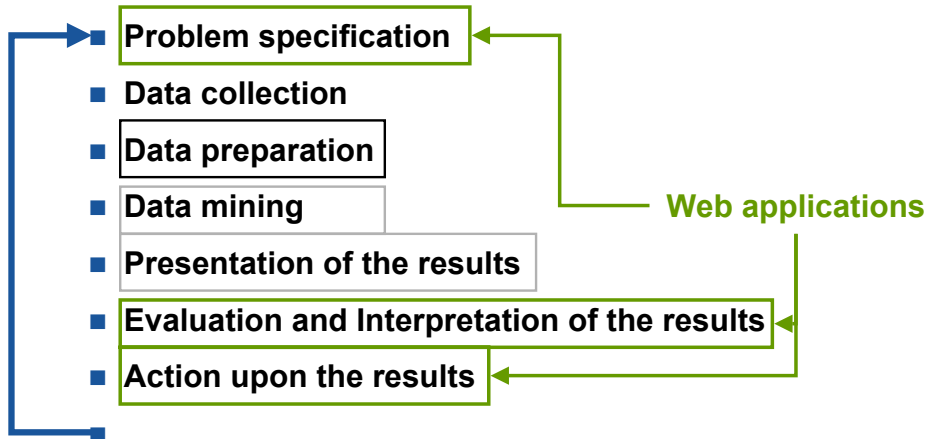 Problem specification
Data collection
Data preparation
Data mining
Web applications
Presentation of the results
Evaluation and Interpretation of the results
Action upon the results